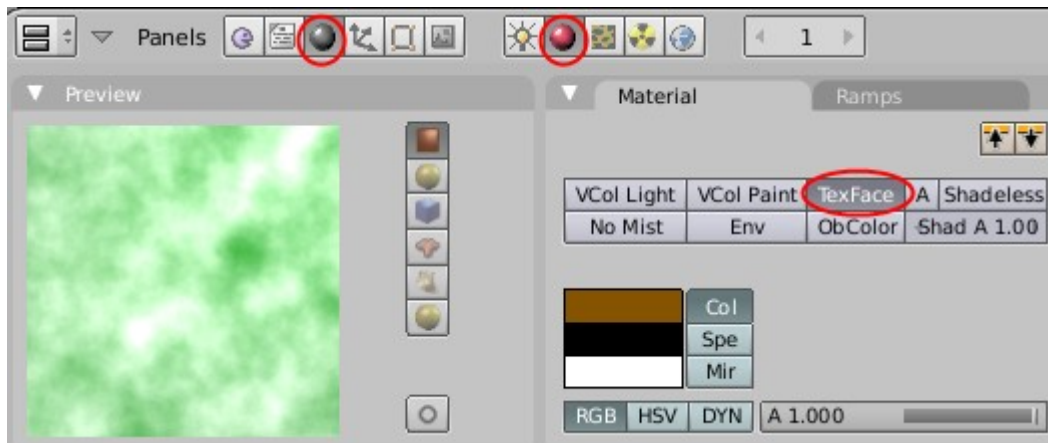 Panels
1
Preview
Material
Ramps
VCol Light
VCol Paint
TexFace
A
Shadeless
No Mist
Env
ObColor
Shad A 1.00
Col
Spe
Mir
RGB
HSV
DYN
A 1.000